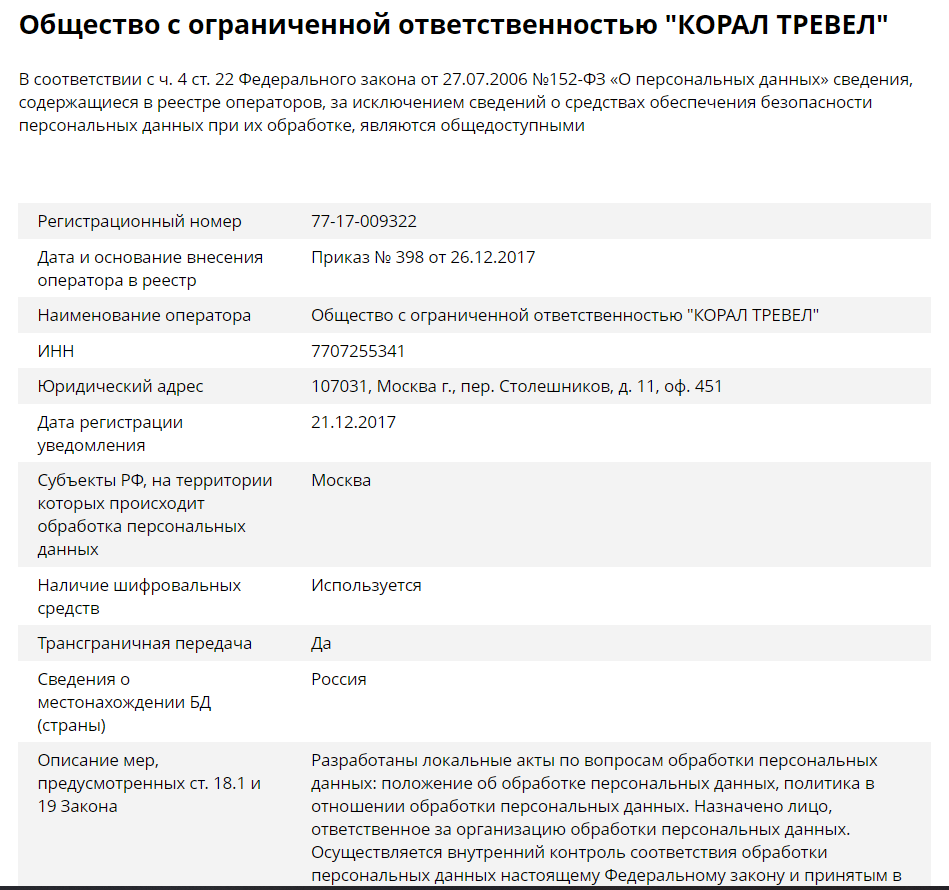 Общество с ограниченной ответственностью "КОРАЛ ТРЕВЕЛ"
В соответствии с ч. 4 ст. 22 Федерального закона от 27.07.2006 №152-ФЗ «О персональных данных» сведения,
содержащиеся в реестре операторов, за исключением сведений о средствах обеспечения безопасности
персональных данных при их обработке, являются общедоступными
Регистрационный номер
77-17-009322
Дата и основание внесения
оператора в реестр
Приказ № 398 от 26.12.2017
Наименование оператора
Общество с ограниченной ответственностью "КОРАЛ ТРЕВЕЛ"
ИНН
7707255341
Юридический адрес
107031, Москва г., пер. Столешников, д. 11, оф. 451
Дата регистрации
уведомления
21.12.2017
Субъекты РФ, на территории
которых происходит
обработка персональных
данных
Москва
Наличие шифровальных
средств
Используется
Трансграничная передача
Да
Сведения о
местонахождении БД
(страны)
Россия
Описание мер,
предусмотренных ст. 18.1 и
19 Закона
Разработаны локальные акты по вопросам обработки персональных
данных: положение об обработке персональных данных, политика в
отношении обработки персональных данных. Назначено лицо,
ответственное за организацию обработки персональных данных.
Осуществляется внутренний контроль соответствия обработки
персональных данных настоящему Федеральному закону и принятым в